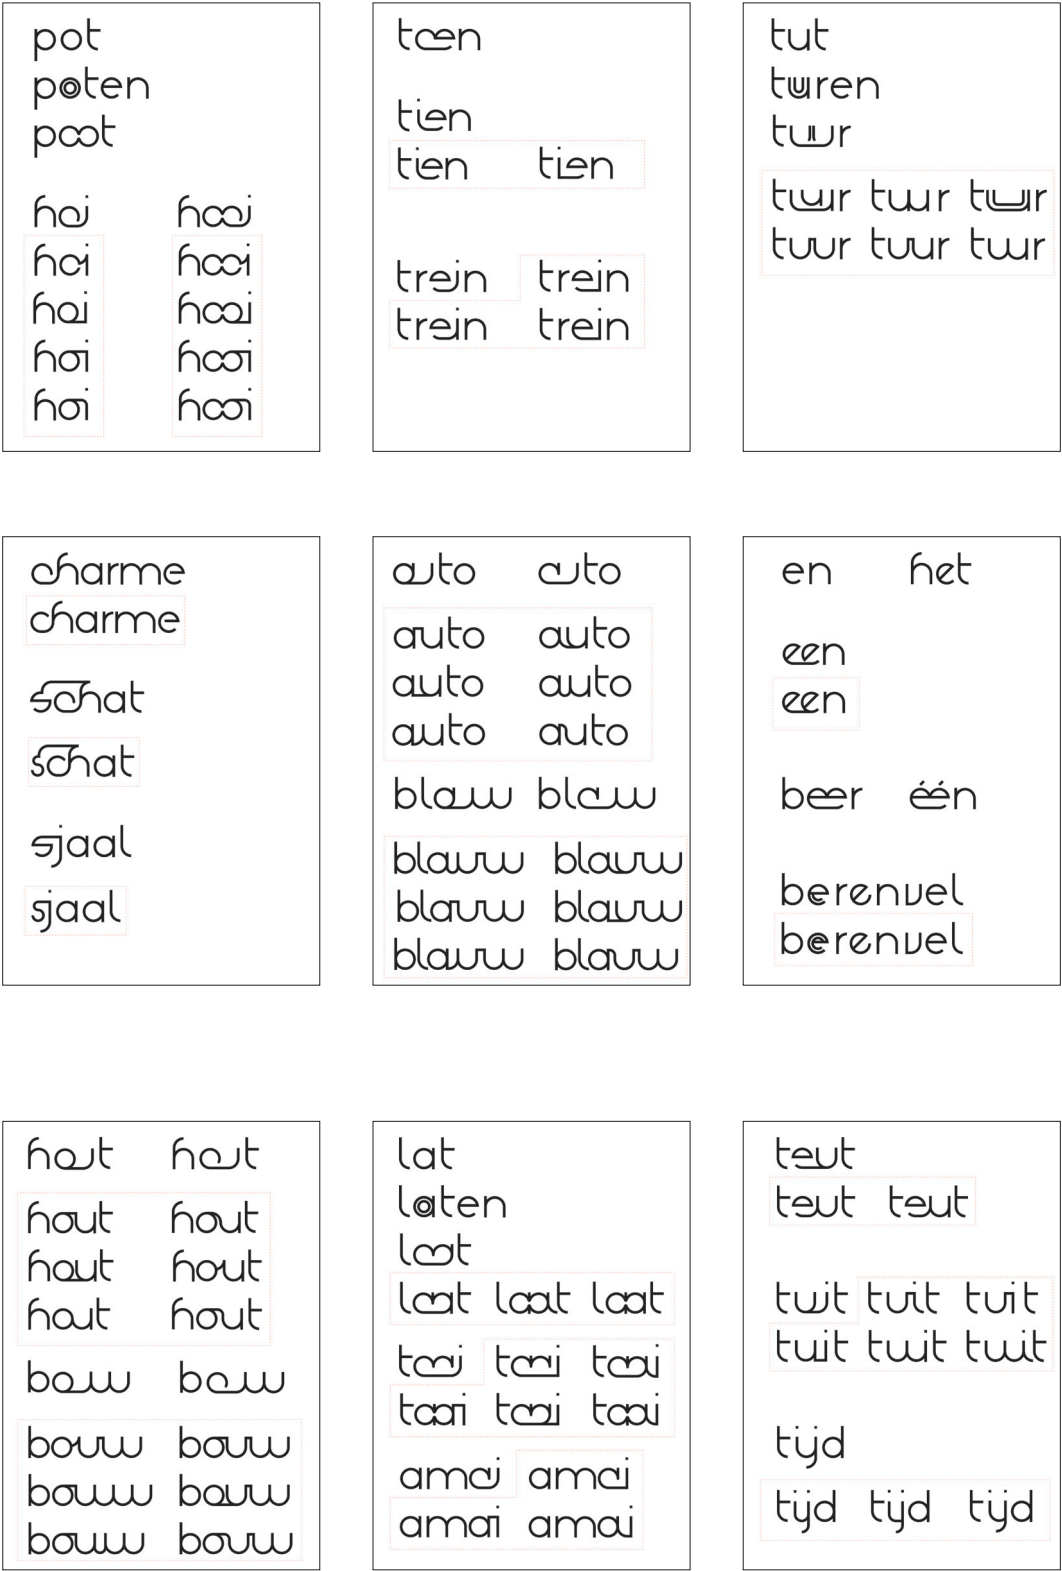 pot
poten
poot
hoi hooi
hoi hooi
hoi hooi
hoi hooi
hoi hooi
toen
tien
tien tien
trein trein
trein trein
tut
turen
tuur
tuur tuur tuur
tuur tuur tuur
charme
charme
schat
schat
sjaal
sjaal
auto auto
auto auto
auto auto
auto auto
blauw blauw
blauw blauw
blauw blauw
blauw blauw
en het
een
een
beer één
berenvel
berenvel
hout hout
hout hout
hout hout
hout hout
bouw bouw
bouw bouw
bouw bouw
bouw bouw
lat
laten
laat
laat laat laat
taai taai taai
taai taai taai
amai amai
amai amai
teut
teut teut
tuit tuit tuit
tuit tuit tuit
tijd
tijd tijd tijd